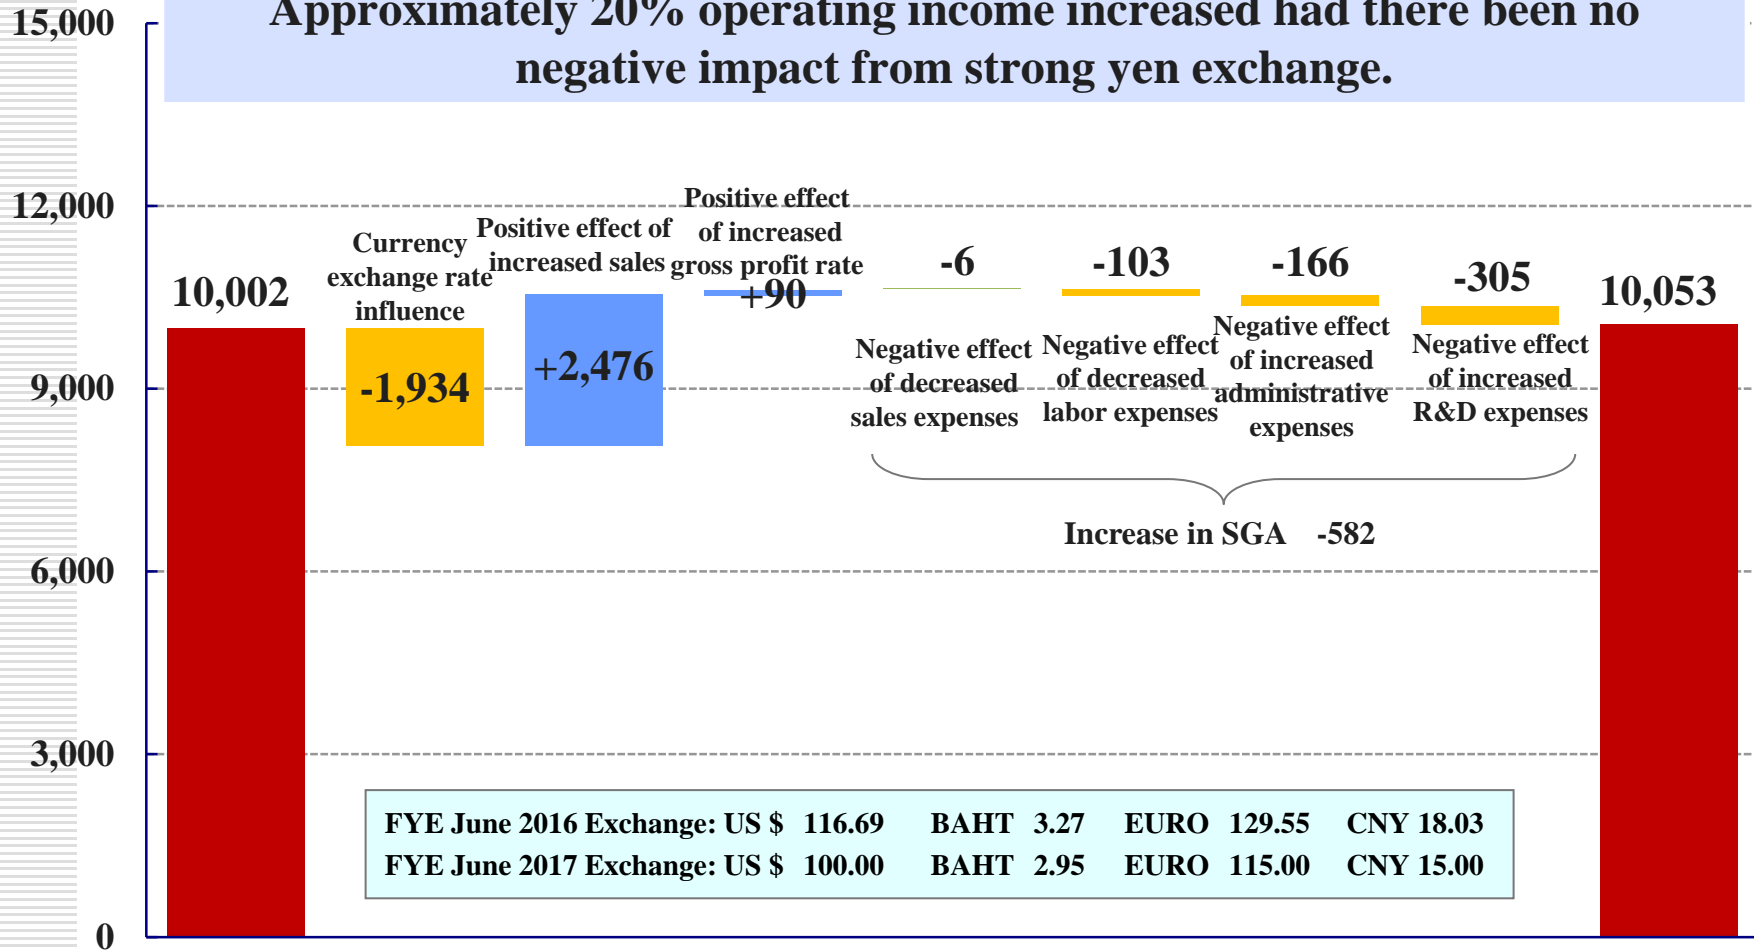 Approximately 20% operating income increased had there been no
negative impact from strong yen exchange.
15,000
12,000
9,000
6,000
3,000
0
10,002
Currency
exchange rate
influence
-1,934
Positive effect of
increased sales
+2,476
Positive effect
of increased
gross profit rate
+90
-6
Negative effect
of decreased
sales expenses
-103
Negative effect
of decreased
labor expenses
-166
Negative effect
of increased
administrative
expenses
-305
Negative effect
of increased
R&D expenses
10,053
Increase in SGA -582
FYE June 2016 Exchange: US $ 116.69 BAHT 3.27 EURO 129.55 CNY 18.03
FYE June 2017 Exchange: US $ 100.00 BAHT 2.95 EURO 115.00 CNY 15.00